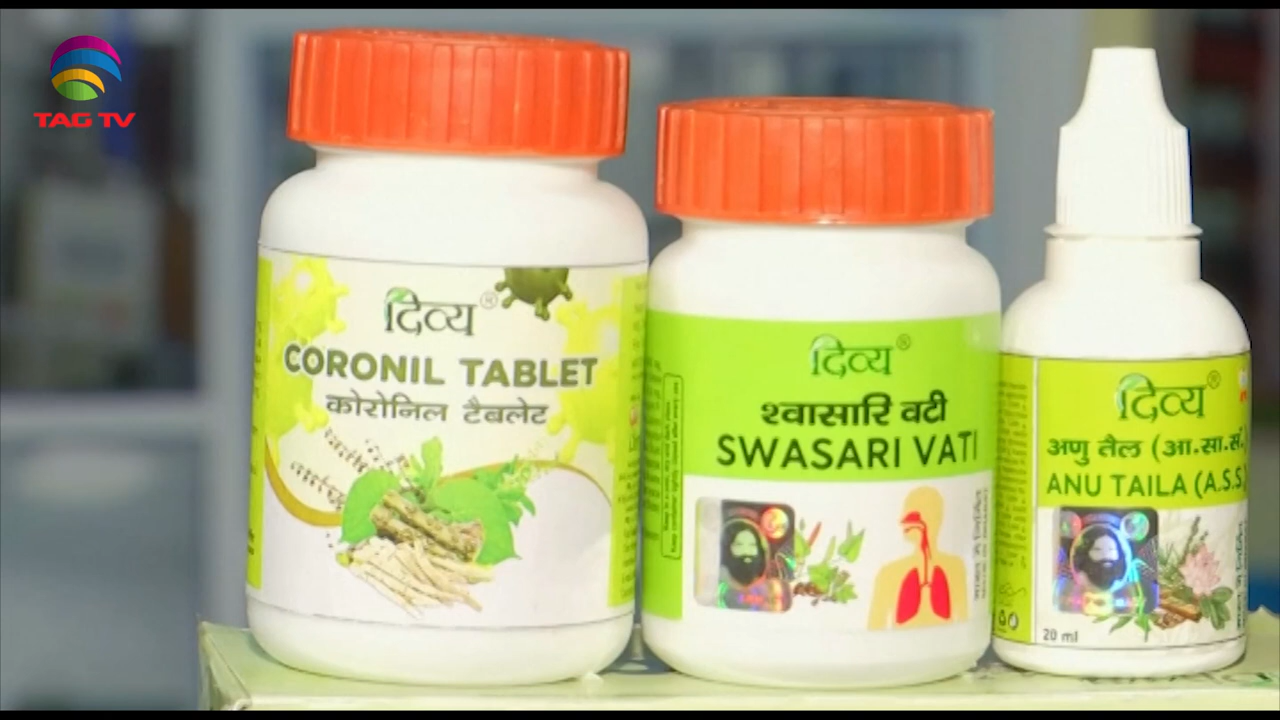 TAG TV
दिव्य®
CORONIL TABLET
कोरोनिल टैबलेट
दिव्य®
श्वासारि वटी
SWASARI VATI
दिव्य®
अणु तैल (आ.सा.सं.
ANU TAILA (A.S.S.)
20 ml